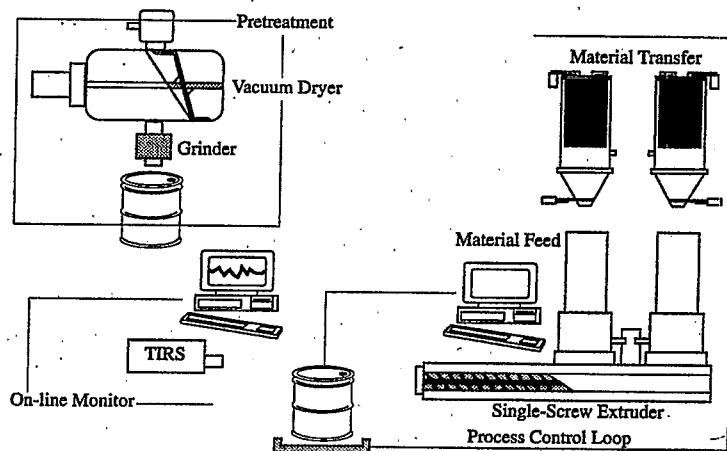 Pretreatment
Material Transfer
Vacuum Dryer
Grinder
Material Feed
TIRS
On-line Monitor
Single-Screw Extruder
Process Control Loop